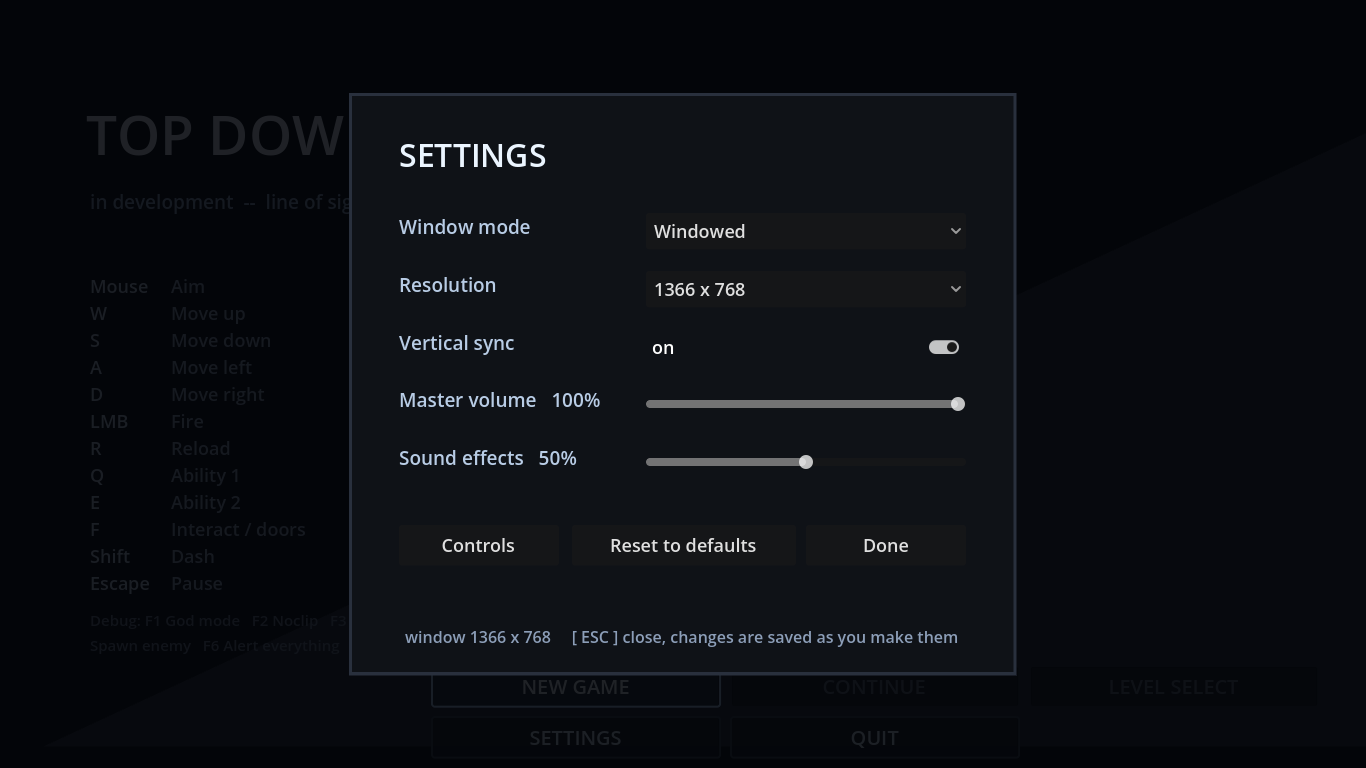 TOP DOW
in development -- line of sig
Mouse Aim
W Move up
S Move down
A Move left
D Move right
LMB Fire
R Reload
Q Ability 1
E Ability 2
F Interact / doors
Shift Dash
Escape Pause
Debug: F1 God mode F2 Noclip F3
Spawn enemy F6 Alert everything
SETTINGS
Window mode Windowed
Resolution 1366 x 768
Vertical sync on
Master volume 100%
Sound effects 50%
Controls Reset to defaults Done
window 1366 x 768 [ ESC ] close, changes are saved as you make them
NEW GAME CONTINUE LEVEL SELECT
SETTINGS QUIT